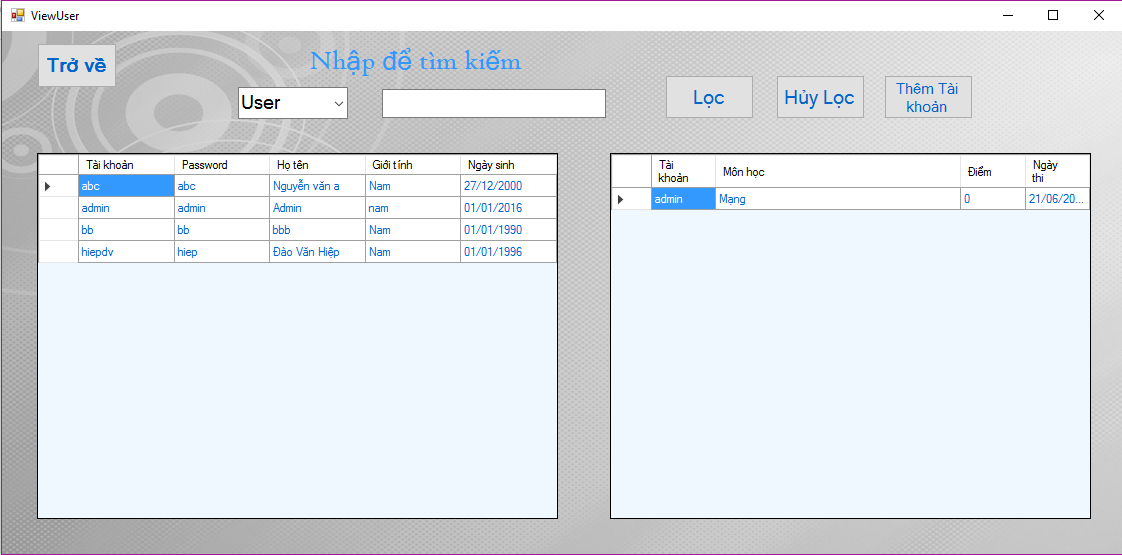 ViewUser
Trở về
Nhập để tìm kiếm
User
Lọc
Hủy Lọc
Thêm Tài
khoản
Tài khoản Password Họ tên Giới tính Ngày sinh
abc abc Nguyễn văn a Nam 27/12/2000
admin admin Admin nam 01/01/2016
bb bb bbb Nam 01/01/1990
hiepdv hiep Đào Văn Hiệp Nam 01/01/1996
Tài
khoản
Môn học
Điểm
Ngày
thi
admin Mạng 0 21/06/20...